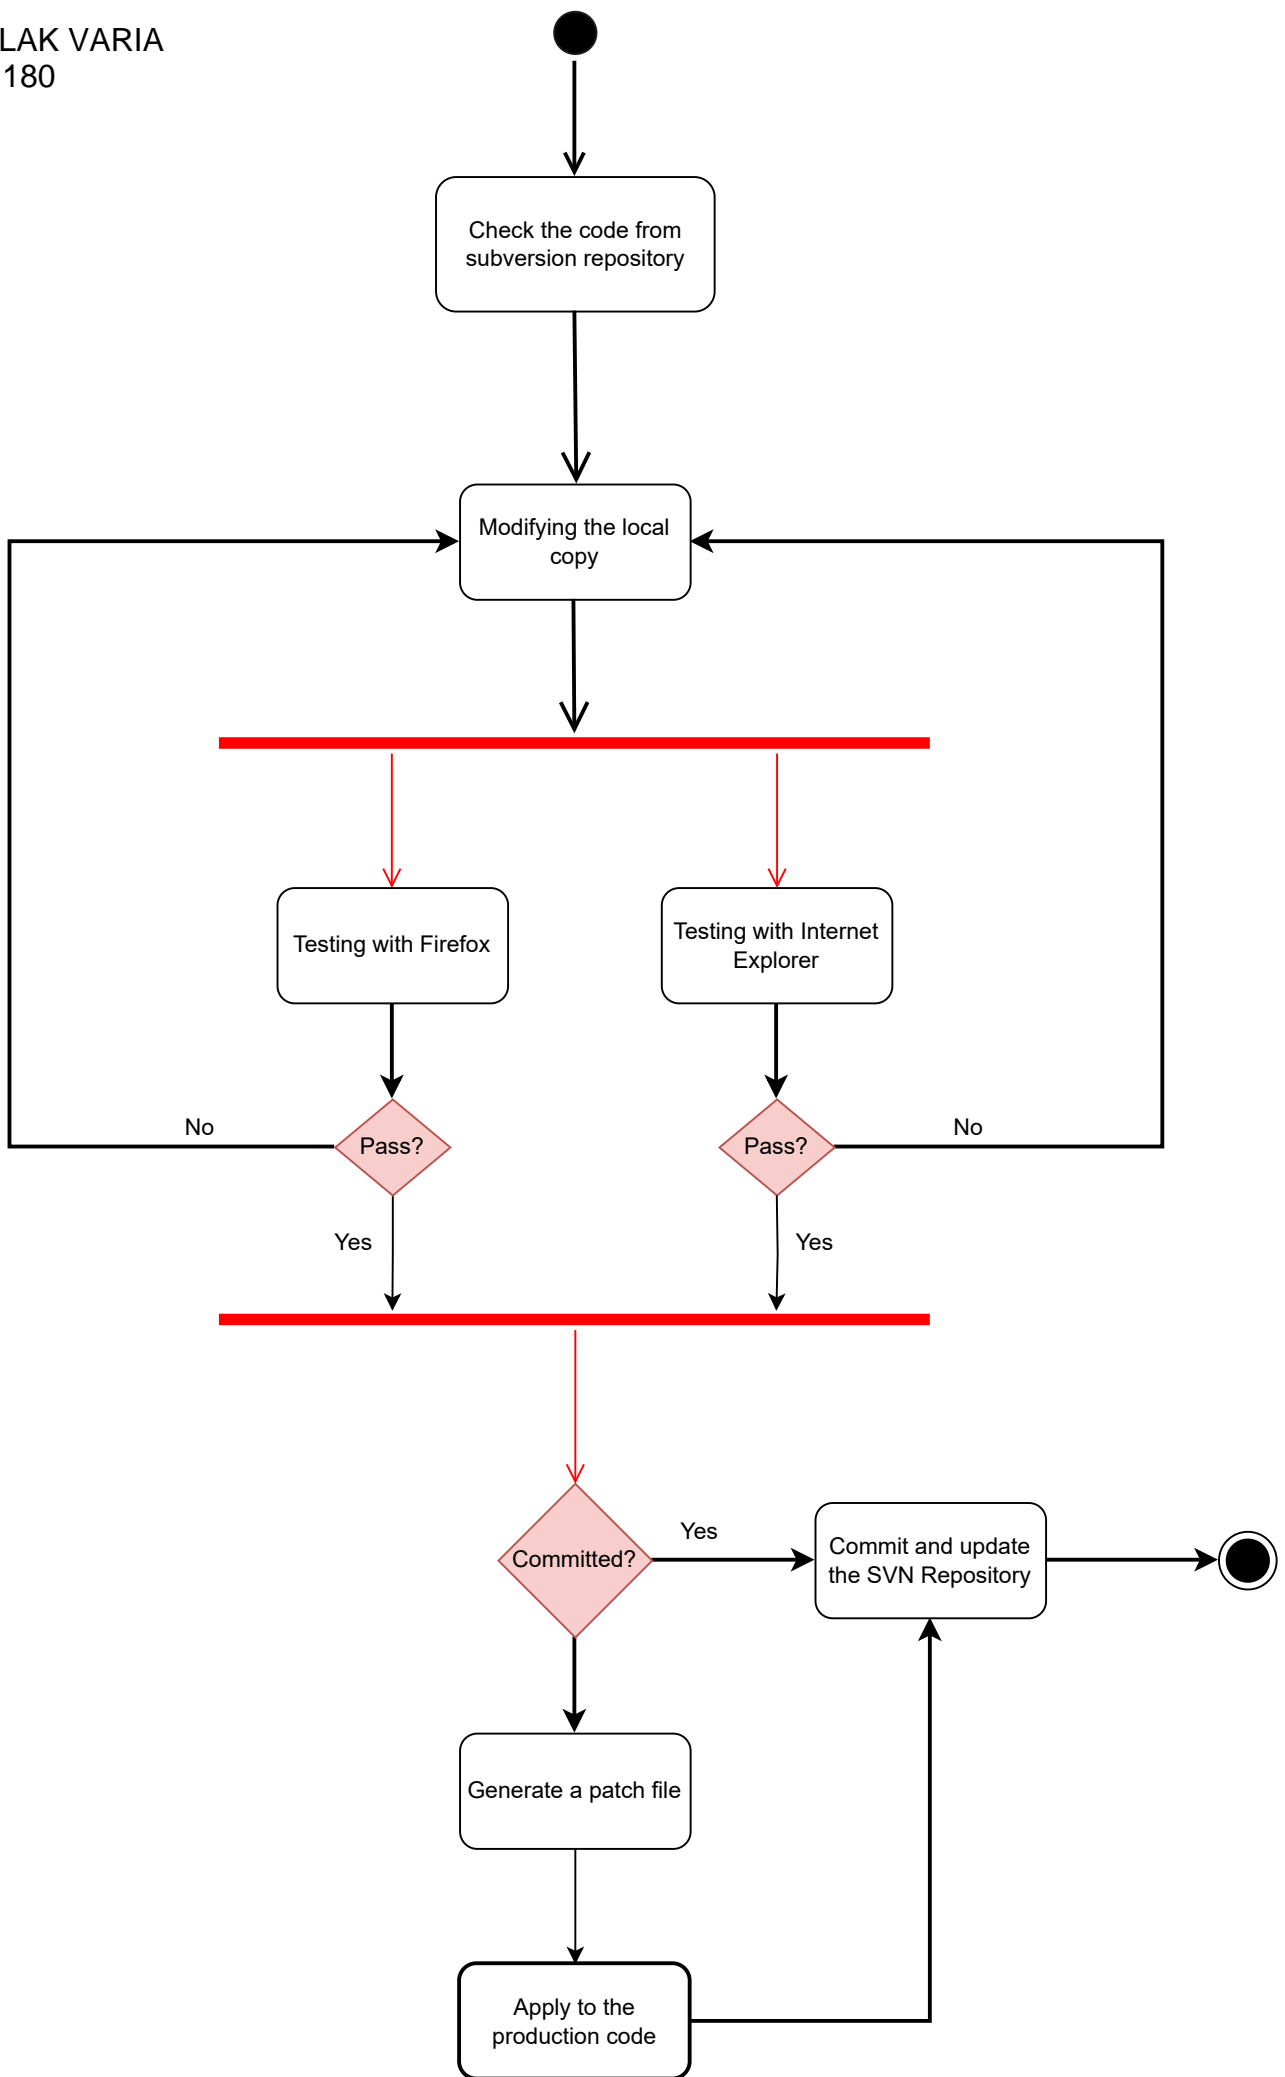 LAK VARIA
180
Check the code from
subversion repository
Modifying the local
copy
Testing with Firefox
Testing with Internet
Explorer
No
Pass?
Pass?
No
Yes
Yes
Committed?
Yes
Commit and update
the SVN Repository
Generate a patch file
Apply to the
production code